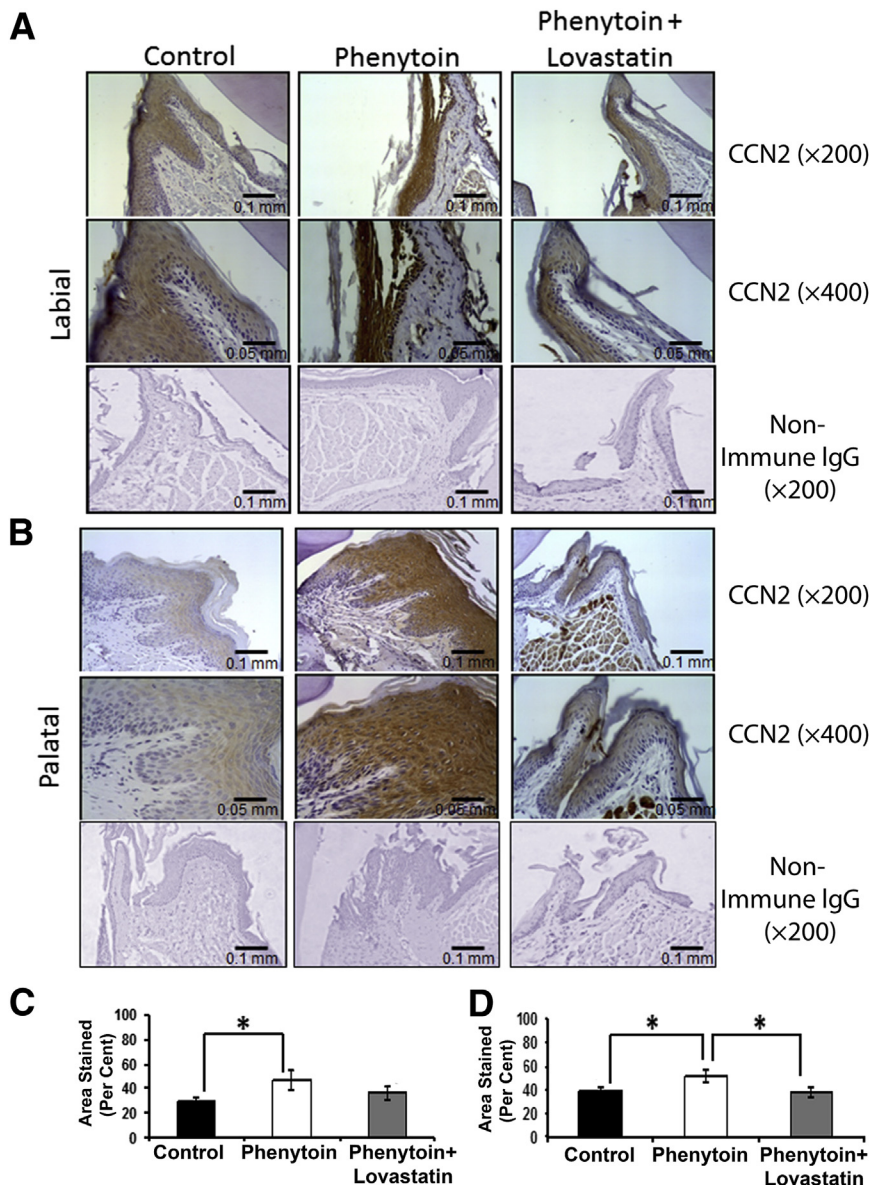 A
Control
Phenytoin
Phenytoin +
Lovastatin
Labial
0.1 mm
0.1 mm
0.1 mm
CCN2 (×200)
0.05 mm
0.05 mm
0.05 mm
CCN2 (×400)
0.1 mm
0.1 mm
0.1 mm
Non-
Immune IgG
(×200)
B
Palatal
0.1 mm
0.1 mm
0.1 mm
CCN2 (×200)
0.05 mm
0.05 mm
0.05 mm
CCN2 (×400)
0.1 mm
0.1 mm
0.1 mm
Non-
Immune IgG
(×200)
C
Area Stained
(Per Cent)
100
80
60
40
20
0
*
Control
Phenytoin
Phenytoin+
Lovastatin
D
Area Stained
(Per Cent)
100
80
60
40
20
0
*
*
Control
Phenytoin
Phenytoin+
Lovastatin